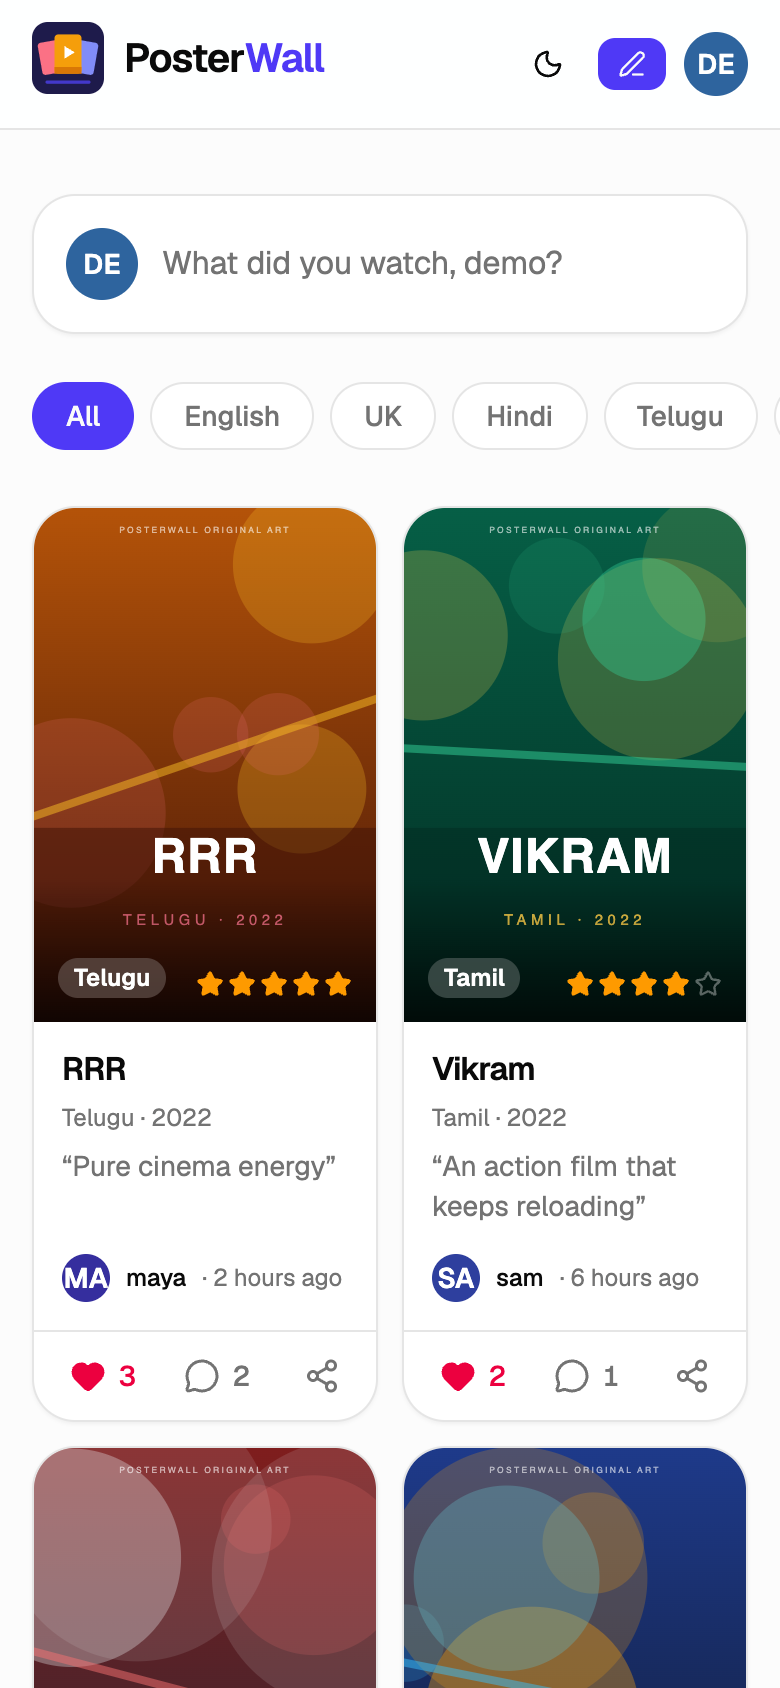 PosterWall
DE
DE
What did you watch, demo?
All
English
UK
Hindi
Telugu
POSTERWALL ORIGINAL ART
RRR
TELUGU · 2022
Telugu
RRR
Telugu · 2022
“Pure cinema energy”
MA
maya · 2 hours ago
3
2
POSTERWALL ORIGINAL ART
VIKRAM
TAMIL · 2022
Tamil
Vikram
Tamil · 2022
“An action film that
keeps reloading”
SA
sam · 6 hours ago
2
1
POSTERWALL ORIGINAL ART
POSTERWALL ORIGINAL ART